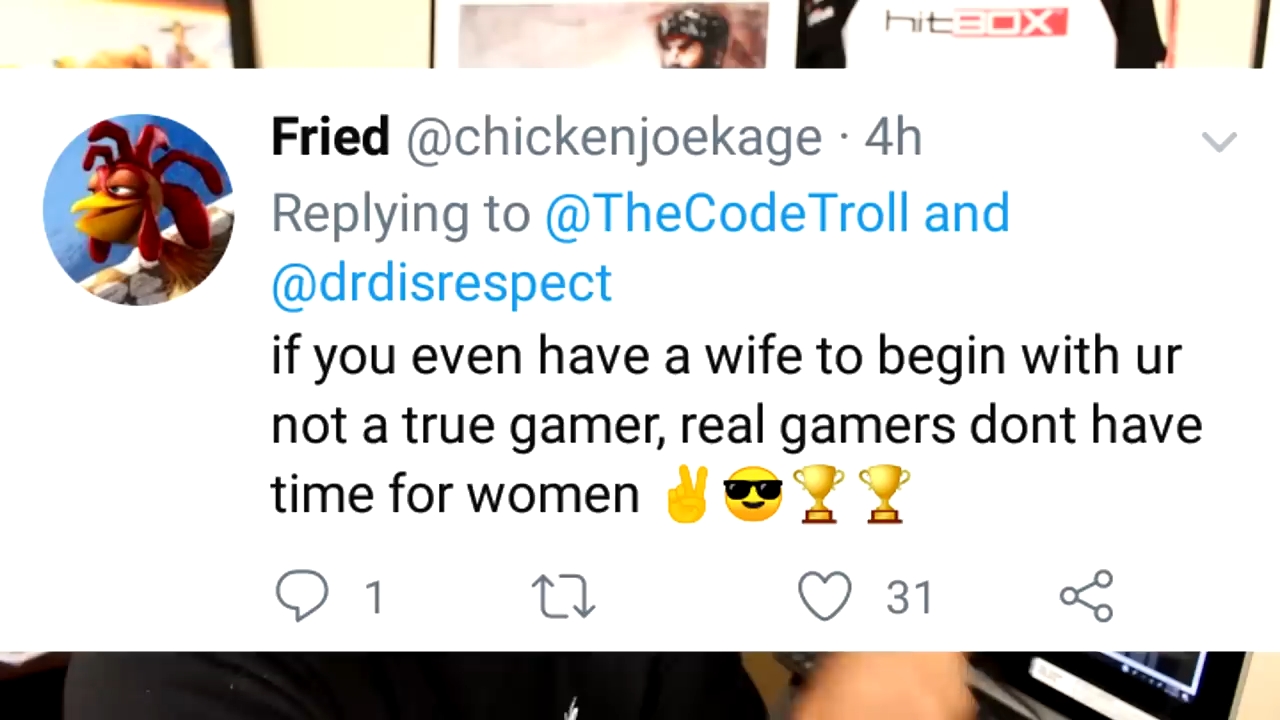 hitBOX
Fried @chickenjoekage · 4h
Replying to @TheCodeTroll and
@drdisrespect
if you even have a wife to begin with ur
not a true gamer, real gamers dont have
time for women ✌😎🏆🏆
1 31